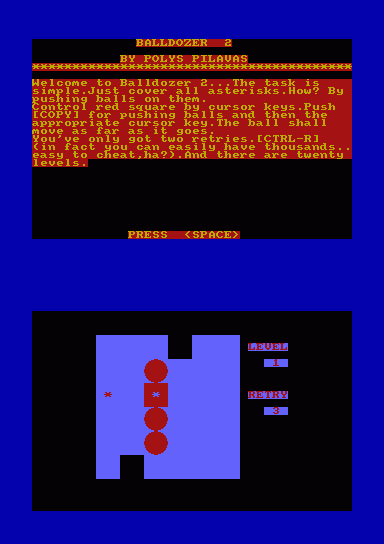 BALLDOZER 2
BY POLYS PILAVAS
****************************************
Welcome to Balldozer 2...The task is
simple.Just cover all asterisks.How? By
pushing balls on them.
Control red square by cursor keys.Push
[COPY] for pushing balls and then the
appropriate cursor key.The ball shall
move as far as it goes.
You've only got two retries.[CTRL-R]
(in fact you can easily have thousands..
easy to cheat,ha?).And there are twenty
levels.
PRESS <SPACE>
LEVEL
1
* *
RETRY
3